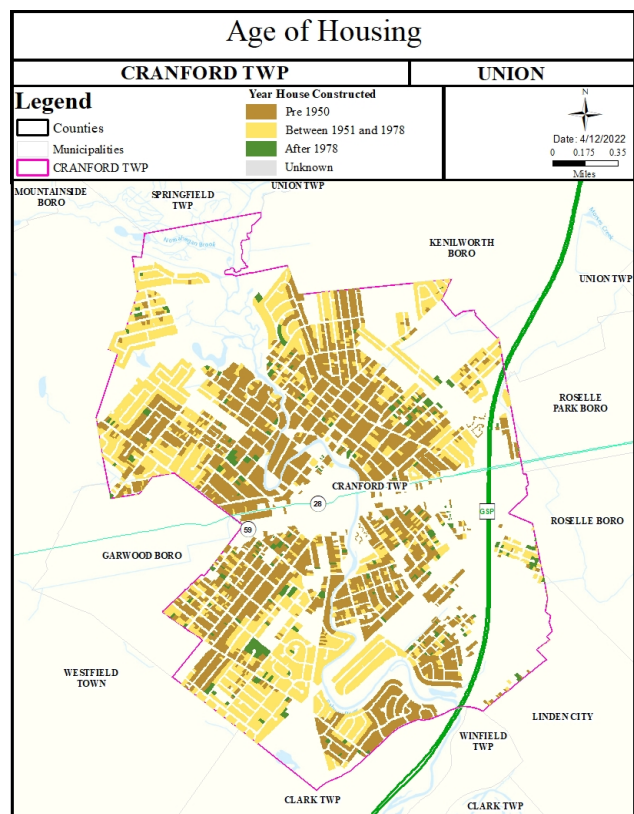 Age of Housing
CRANFORD TWP
UNION
Legend
Counties
Municipalities
CRANFORD TWP
Year House Constructed
Pre 1950
Between 1951 and 1978
After 1978
Unknown
N
Date: 4/12/2022
0 0.175 0.35
Miles
MOUNTAINSIDE
BORO
SPRINGFIELD
TWP
UNION TWP
KENILWORTH
BORO
UNION TWP
ROSELLE
PARK BORO
CRANFORD TWP
28
59
GSP
ROSELLE BORO
GARWOOD BORO
WESTFIELD
TOWN
LINDEN CITY
WINFIELD
TWP
CLARK TWP
CLARK TWP